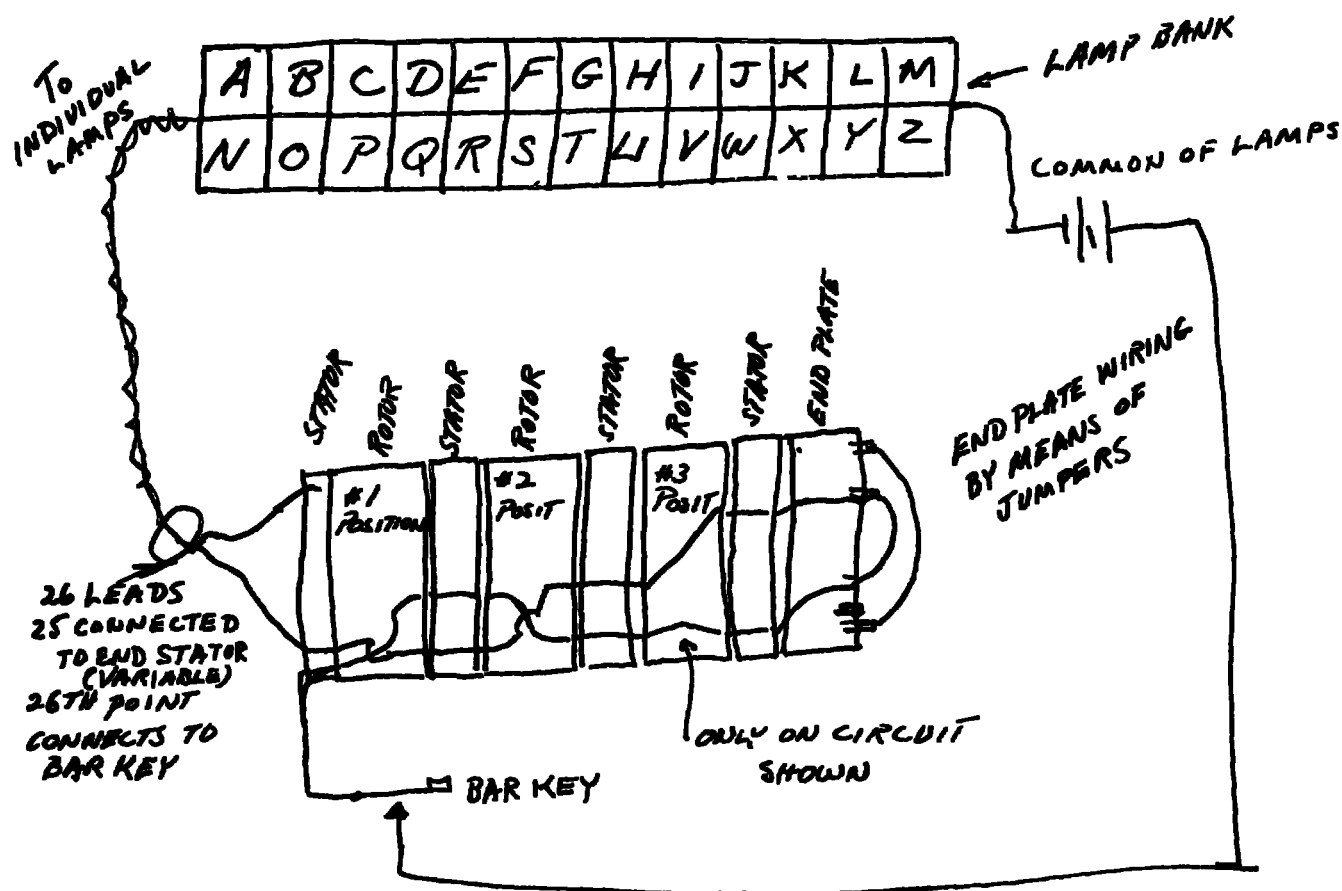 TO
INDIVIDUAL
LAMPS
A B C D E F G H I J K L M
N O P Q R S T U V W X Y Z
LAMP BANK
COMMON OF LAMPS
STATOR
ROTOR
STATOR
ROTOR
STATOR
ROTOR
STATOR
END PLATE
#1
POSITION
#2
POSIT
#3
POSIT
END PLATE WIRING
BY MEANS OF
JUMPERS
26 LEADS
25 CONNECTED
TO END STATOR
(VARIABLE)
26TH POINT
CONNECTS TO
BAR KEY
ONLY ON CIRCUIT
SHOWN
BAR KEY